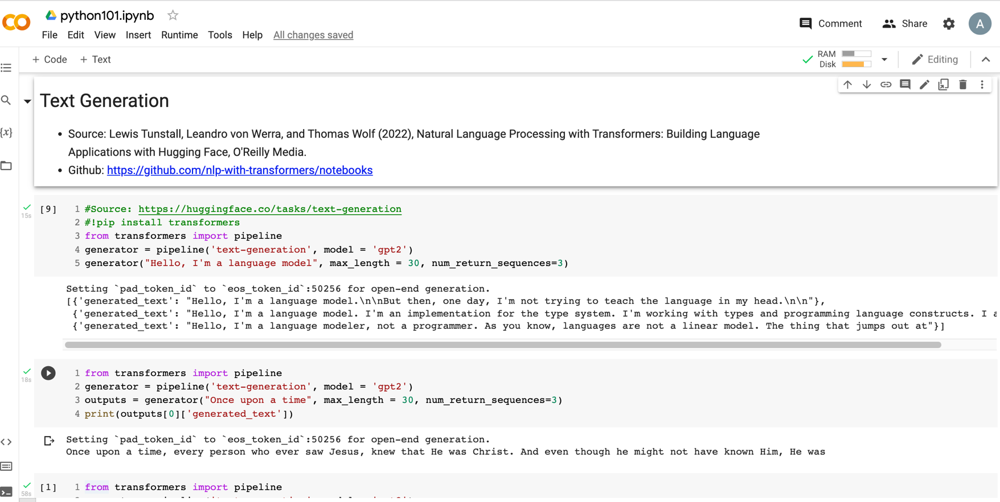 python101.ipynb
File Edit View Insert Runtime Tools Help All changes saved
Comment Share A
+ Code + Text
RAM
Disk
Editing
Text Generation
• Source: Lewis Tunstall, Leandro von Werra, and Thomas Wolf (2022), Natural Language Processing with Transformers: Building Language
Applications with Hugging Face, O'Reilly Media.
• Github: https://github.com/nlp-with-transformers/notebooks
{x}
15s
[9]
1 #Source: https://huggingface.co/tasks/text-generation
2 #!pip install transformers
3 from transformers import pipeline
4 generator = pipeline('text-generation', model = 'gpt2')
5 generator("Hello, I'm a language model", max_length = 30, num_return_sequences=3)
Setting `pad_token_id` to `eos_token_id`:50256 for open-end generation.
[{'generated_text': "Hello, I'm a language model.\n\nBut then, one day, I'm not trying to teach the language in my head.\n\n"},
{'generated_text': "Hello, I'm a language model. I'm an implementation for the type system. I'm working with types and programming language constructs. I a
{'generated_text': "Hello, I'm a language modeler, not a programmer. As you know, languages are not a linear model. The thing that jumps out at"}]
18s
1 from transformers import pipeline
2 generator = pipeline('text-generation', model = 'gpt2')
3 outputs = generator("Once upon a time", max_length = 30, num_return_sequences=3)
4 print(outputs[0]['generated_text'])
Setting `pad_token_id` to `eos_token_id`:50256 for open-end generation.
Once upon a time, every person who ever saw Jesus, knew that He was Christ. And even though he might not have known Him, He was
58s
[1]
1 from transformers import pipeline